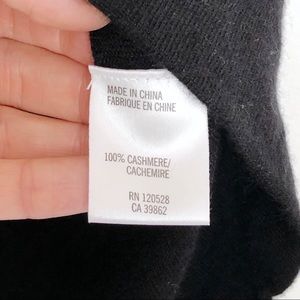 MADE IN CHINA
FABRIQUE EN CHINE
100% CASHMERE/
CACHEMIRE
RN 120528
CA 39862